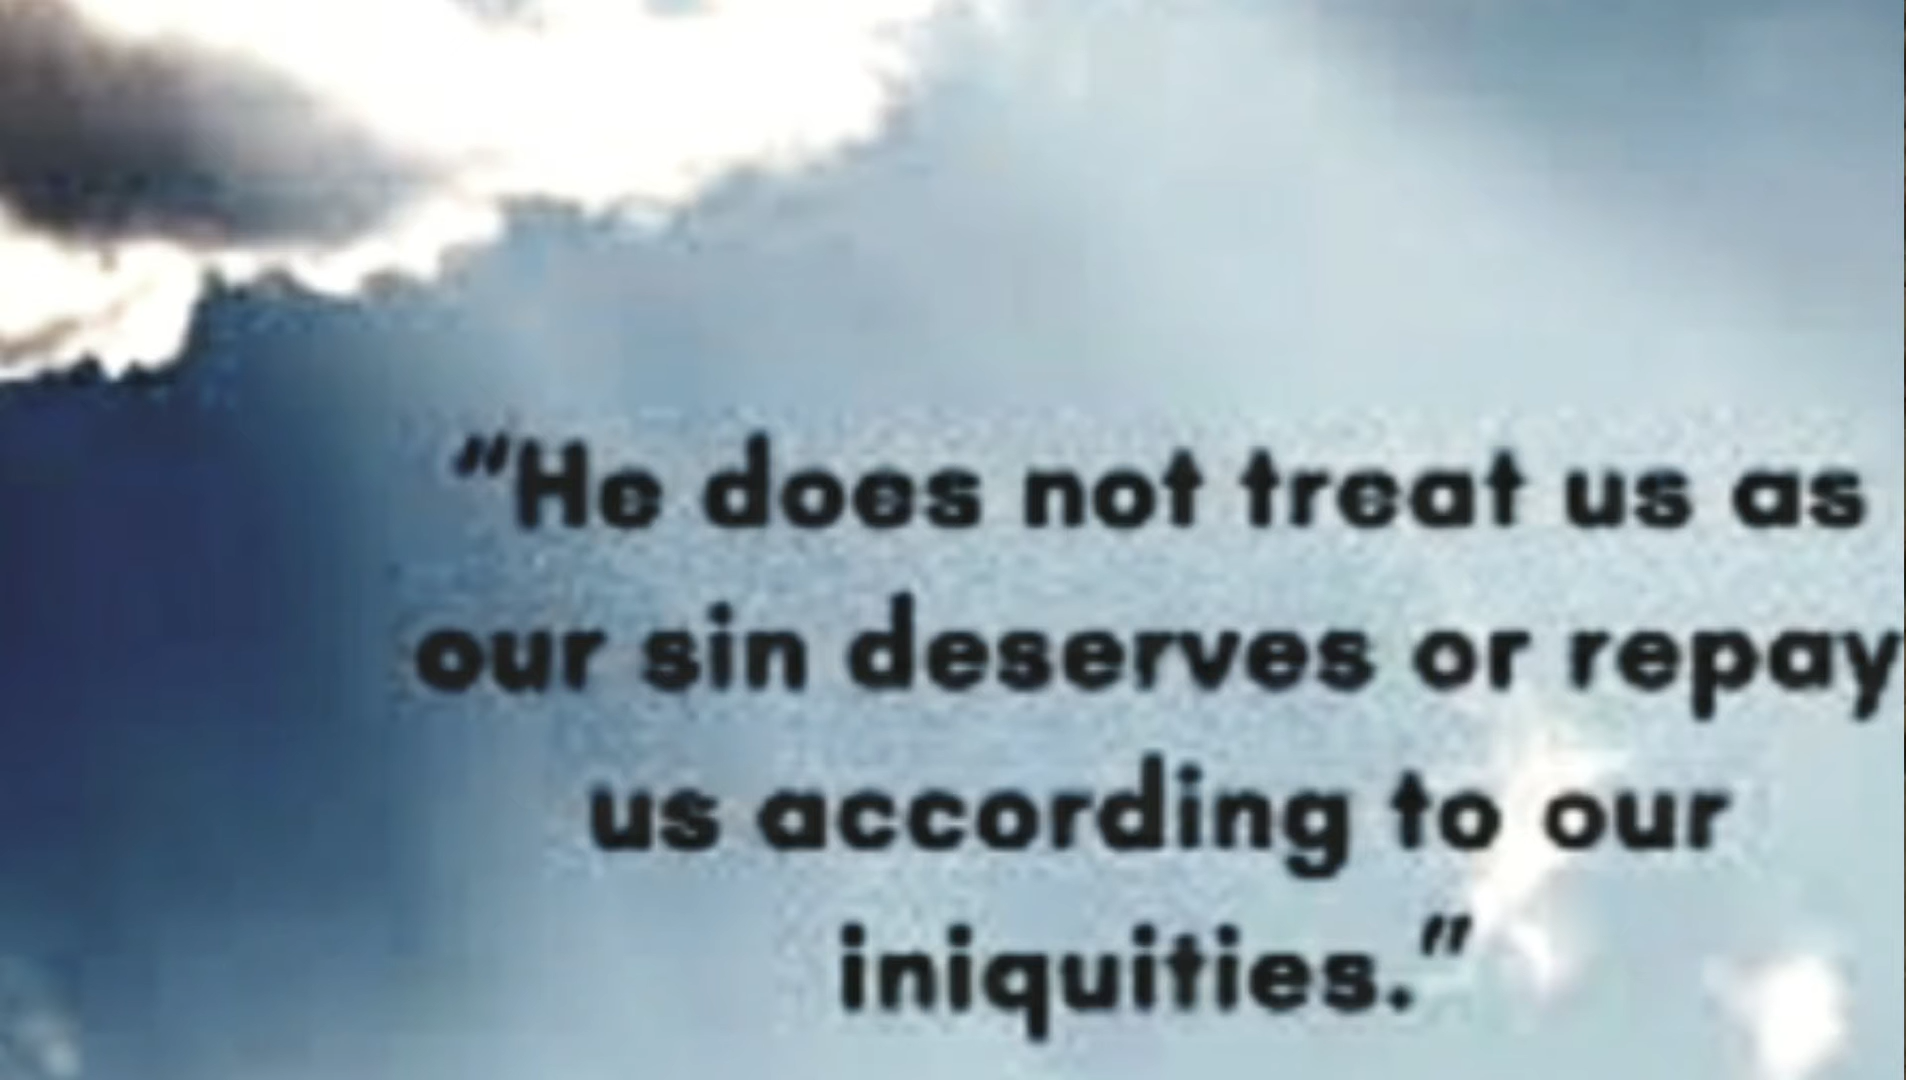 “He does not treat us as
our sin deserves or repay
us according to our
iniquities.”